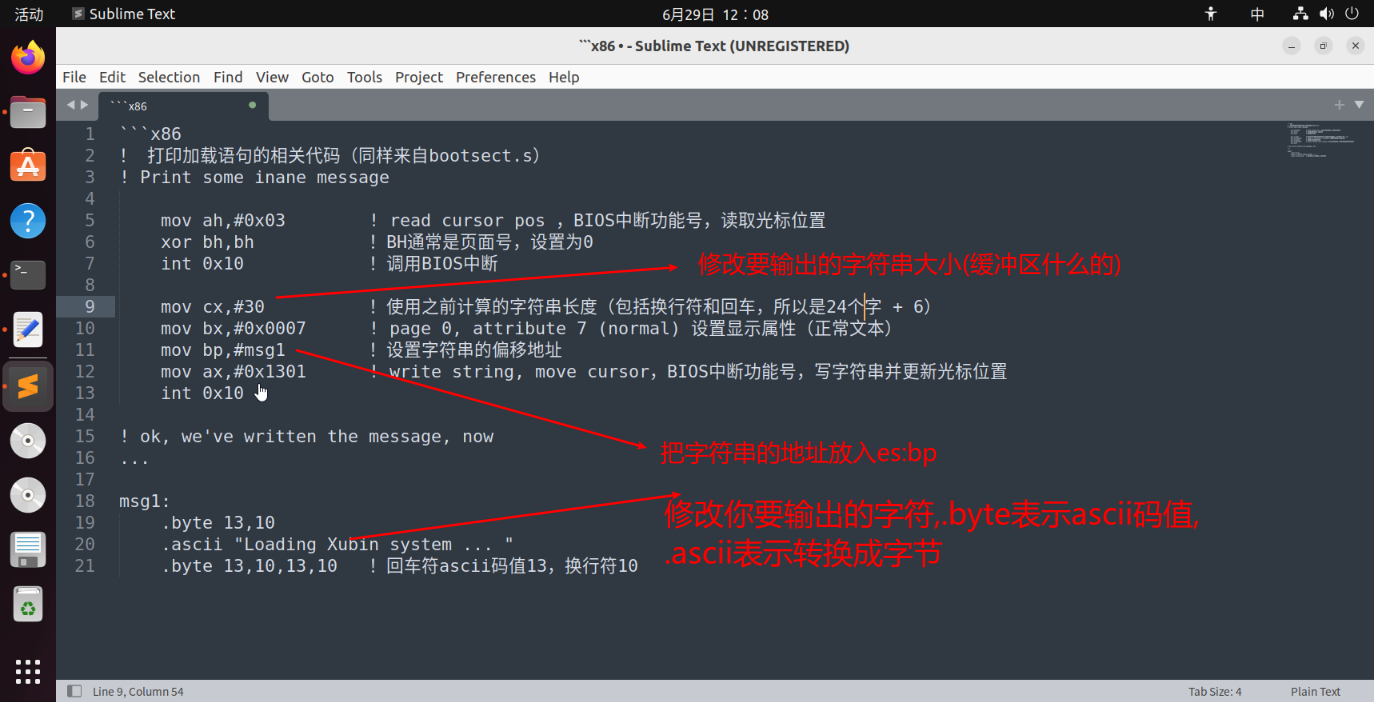 活动 Sublime Text 6月29日 12：08 中
```x86 • - Sublime Text (UNREGISTERED)
File Edit Selection Find View Goto Tools Project Preferences Help
```x86
1 ```x86
2 !  打印加载语句的相关代码（同样来自bootsect.s）
3 ! Print some inane message
4
5     mov ah,#0x03        ! read cursor pos ，BIOS中断功能号，读取光标位置
6     xor bh,bh           ! BH通常是页面号，设置为0
7     int 0x10            ! 调用BIOS中断
修改要输出的字符串大小(缓冲区什么的)
8
9     mov cx,#30          ! 使用之前计算的字符串长度（包括换行符和回车，所以是24个字 + 6）
10     mov bx,#0x0007      ! page 0, attribute 7 (normal) 设置显示属性（正常文本）
11     mov bp,#msg1        ! 设置字符串的偏移地址
12     mov ax,#0x1301      ! write string, move cursor，BIOS中断功能号，写字符串并更新光标位置
13     int 0x10
14
15 ! ok, we've written the message, now
16 ...
把字符串的地址放入es:bp
17
18 msg1:
19     .byte 13,10
20     .ascii "Loading Xubin system ... "
21     .byte 13,10,13,10   ! 回车符ascii码值13，换行符10
修改你要输出的字符,.byte表示ascii码值,
.ascii表示转换成字节
Line 9, Column 54 Tab Size: 4 Plain Text